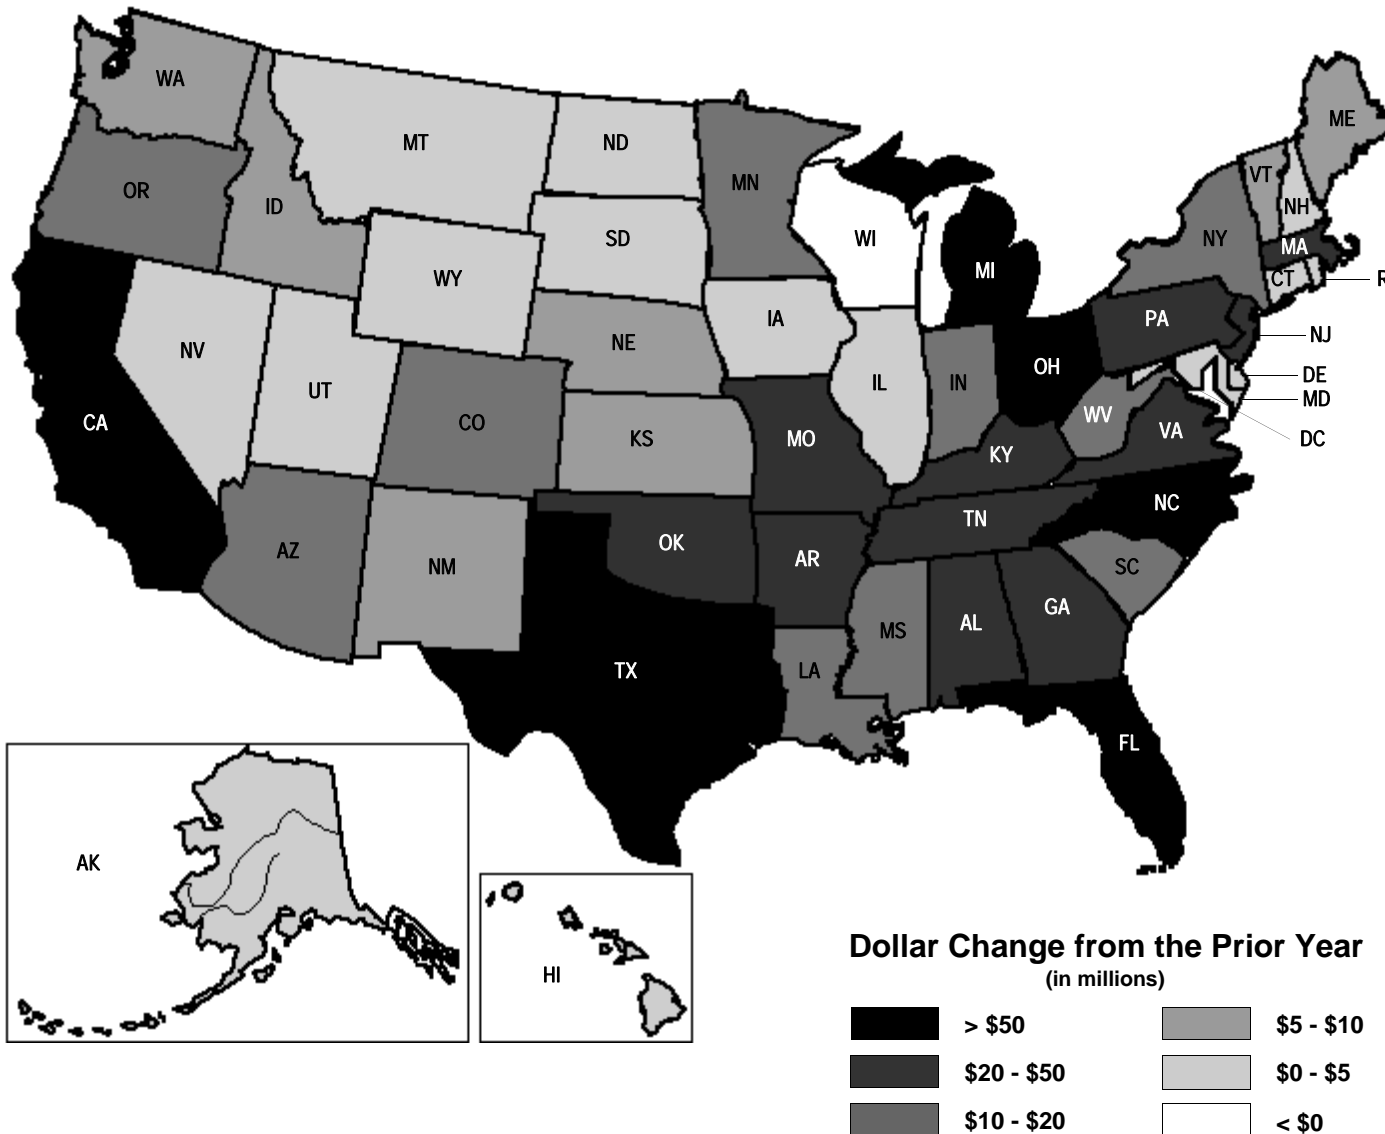 WA
ME
MT
ND
VT
MN
OR
ID
NH
SD
WI
NY
MA
MI
WY
CT
R
IA
PA
NJ
NE
NV
OH
DE
UT
IL
IN
MD
CO
CA
WV
VA
KS
MO
DC
KY
NC
TN
OK
AZ
AR
NM
SC
GA
AL
MS
TX
LA
FL
AK
HI
Dollar Change from the Prior Year
(in millions)
> $50
$5 - $10
$20 - $50
$0 - $5
$10 - $20
< $0